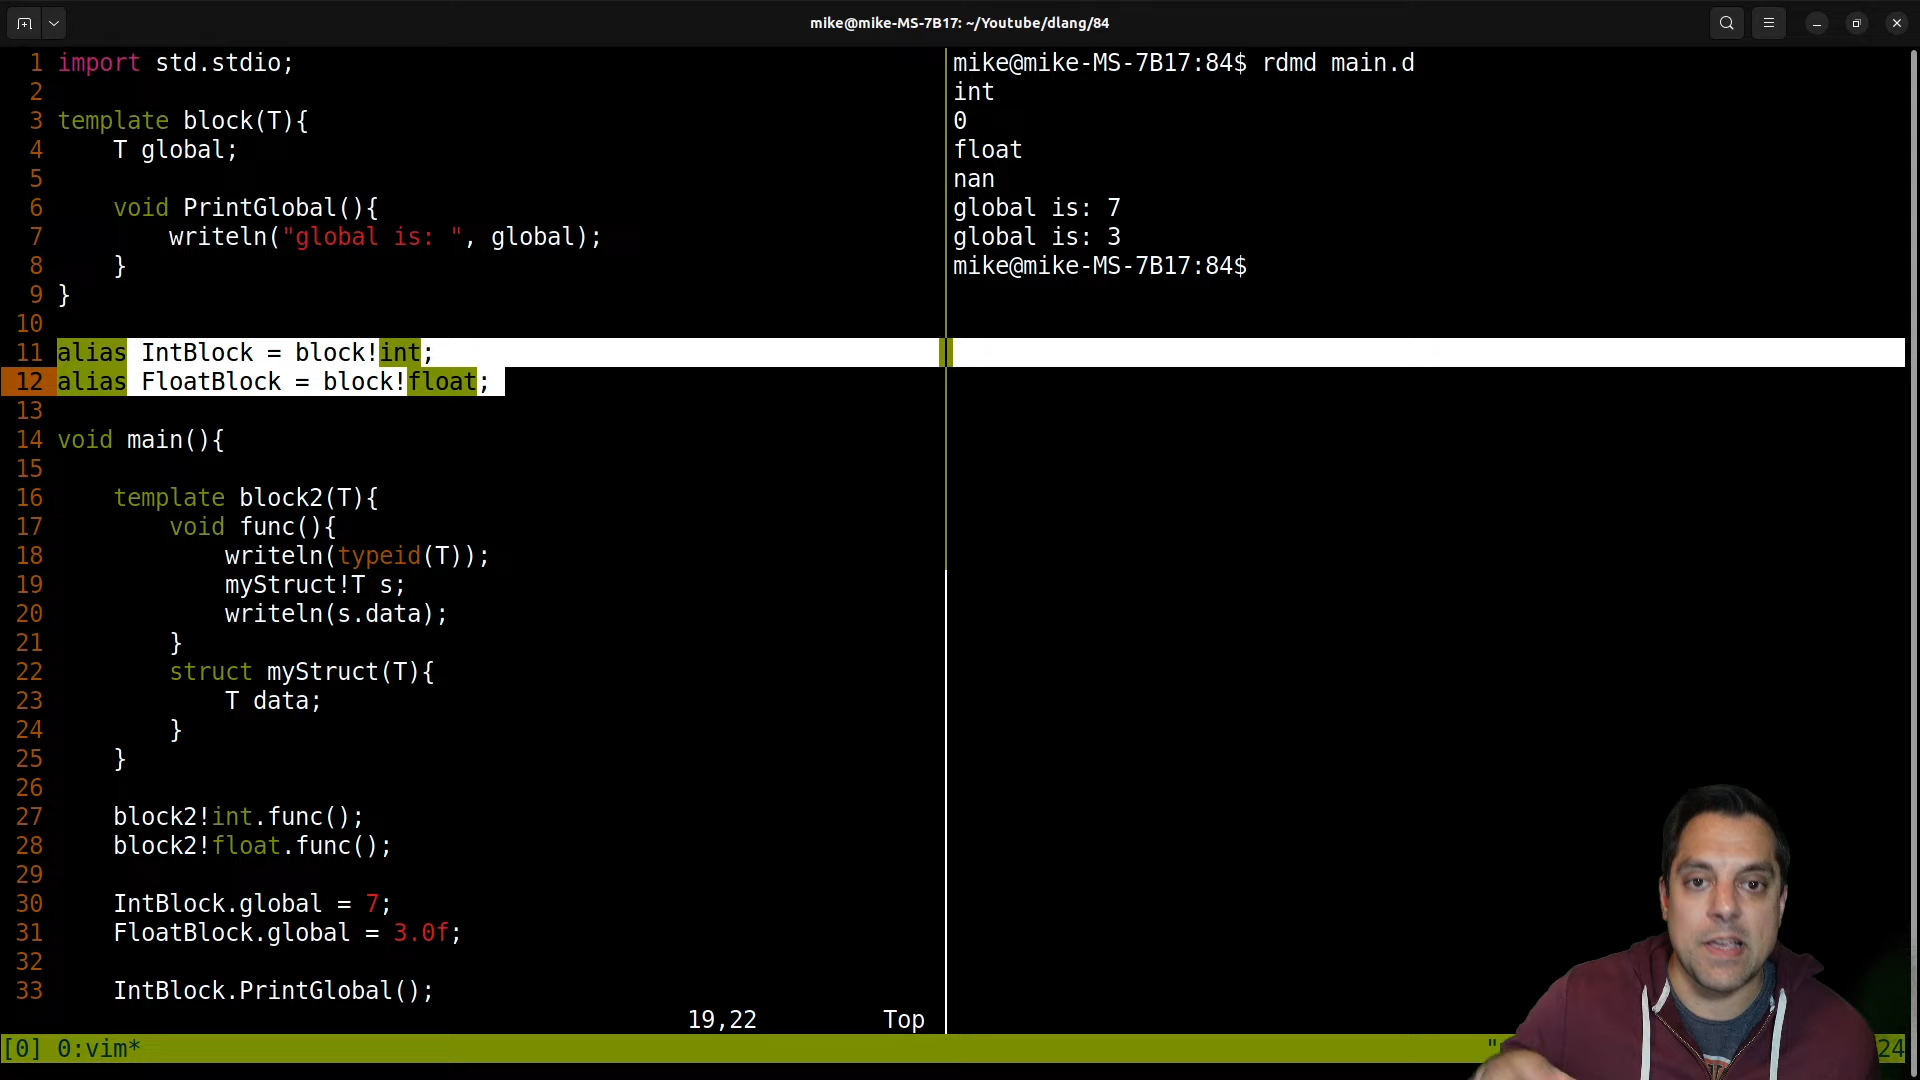 mike@mike-MS-7B17: ~/Youtube/dlang/84
1 import std.stdio;
2
3 template block(T){
4 T global;
5
6 void PrintGlobal(){
7 writeln("global is: ", global);
8 }
9 }
10
11 alias IntBlock = block!int;
12 alias FloatBlock = block!float;
13
14 void main(){
15
16 template block2(T){
17 void func(){
18 writeln(typeid(T));
19 myStruct!T s;
20 writeln(s.data);
21 }
22 struct myStruct(T){
23 T data;
24 }
25 }
26
27 block2!int.func();
28 block2!float.func();
29
30 IntBlock.global = 7;
31 FloatBlock.global = 3.0f;
32
33 IntBlock.PrintGlobal();
19,22 Top
mike@mike-MS-7B17:84$ rdmd main.d
int
0
float
nan
global is: 7
global is: 3
mike@mike-MS-7B17:84$
[0] 0:vim*
24